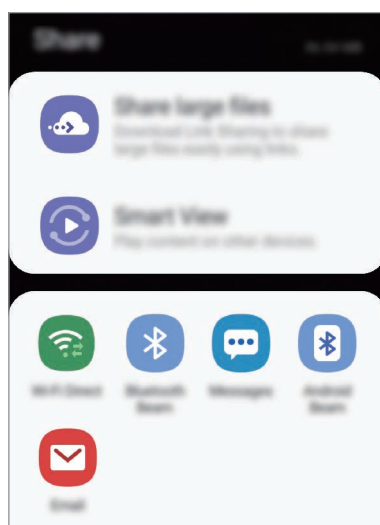 Share
Share large files
Download Link Sharing to share
large files easily using links.
Smart View
Play content on other devices.
Wi-Fi Direct
Bluetooth
Beam
Messages
Android
Beam
Email